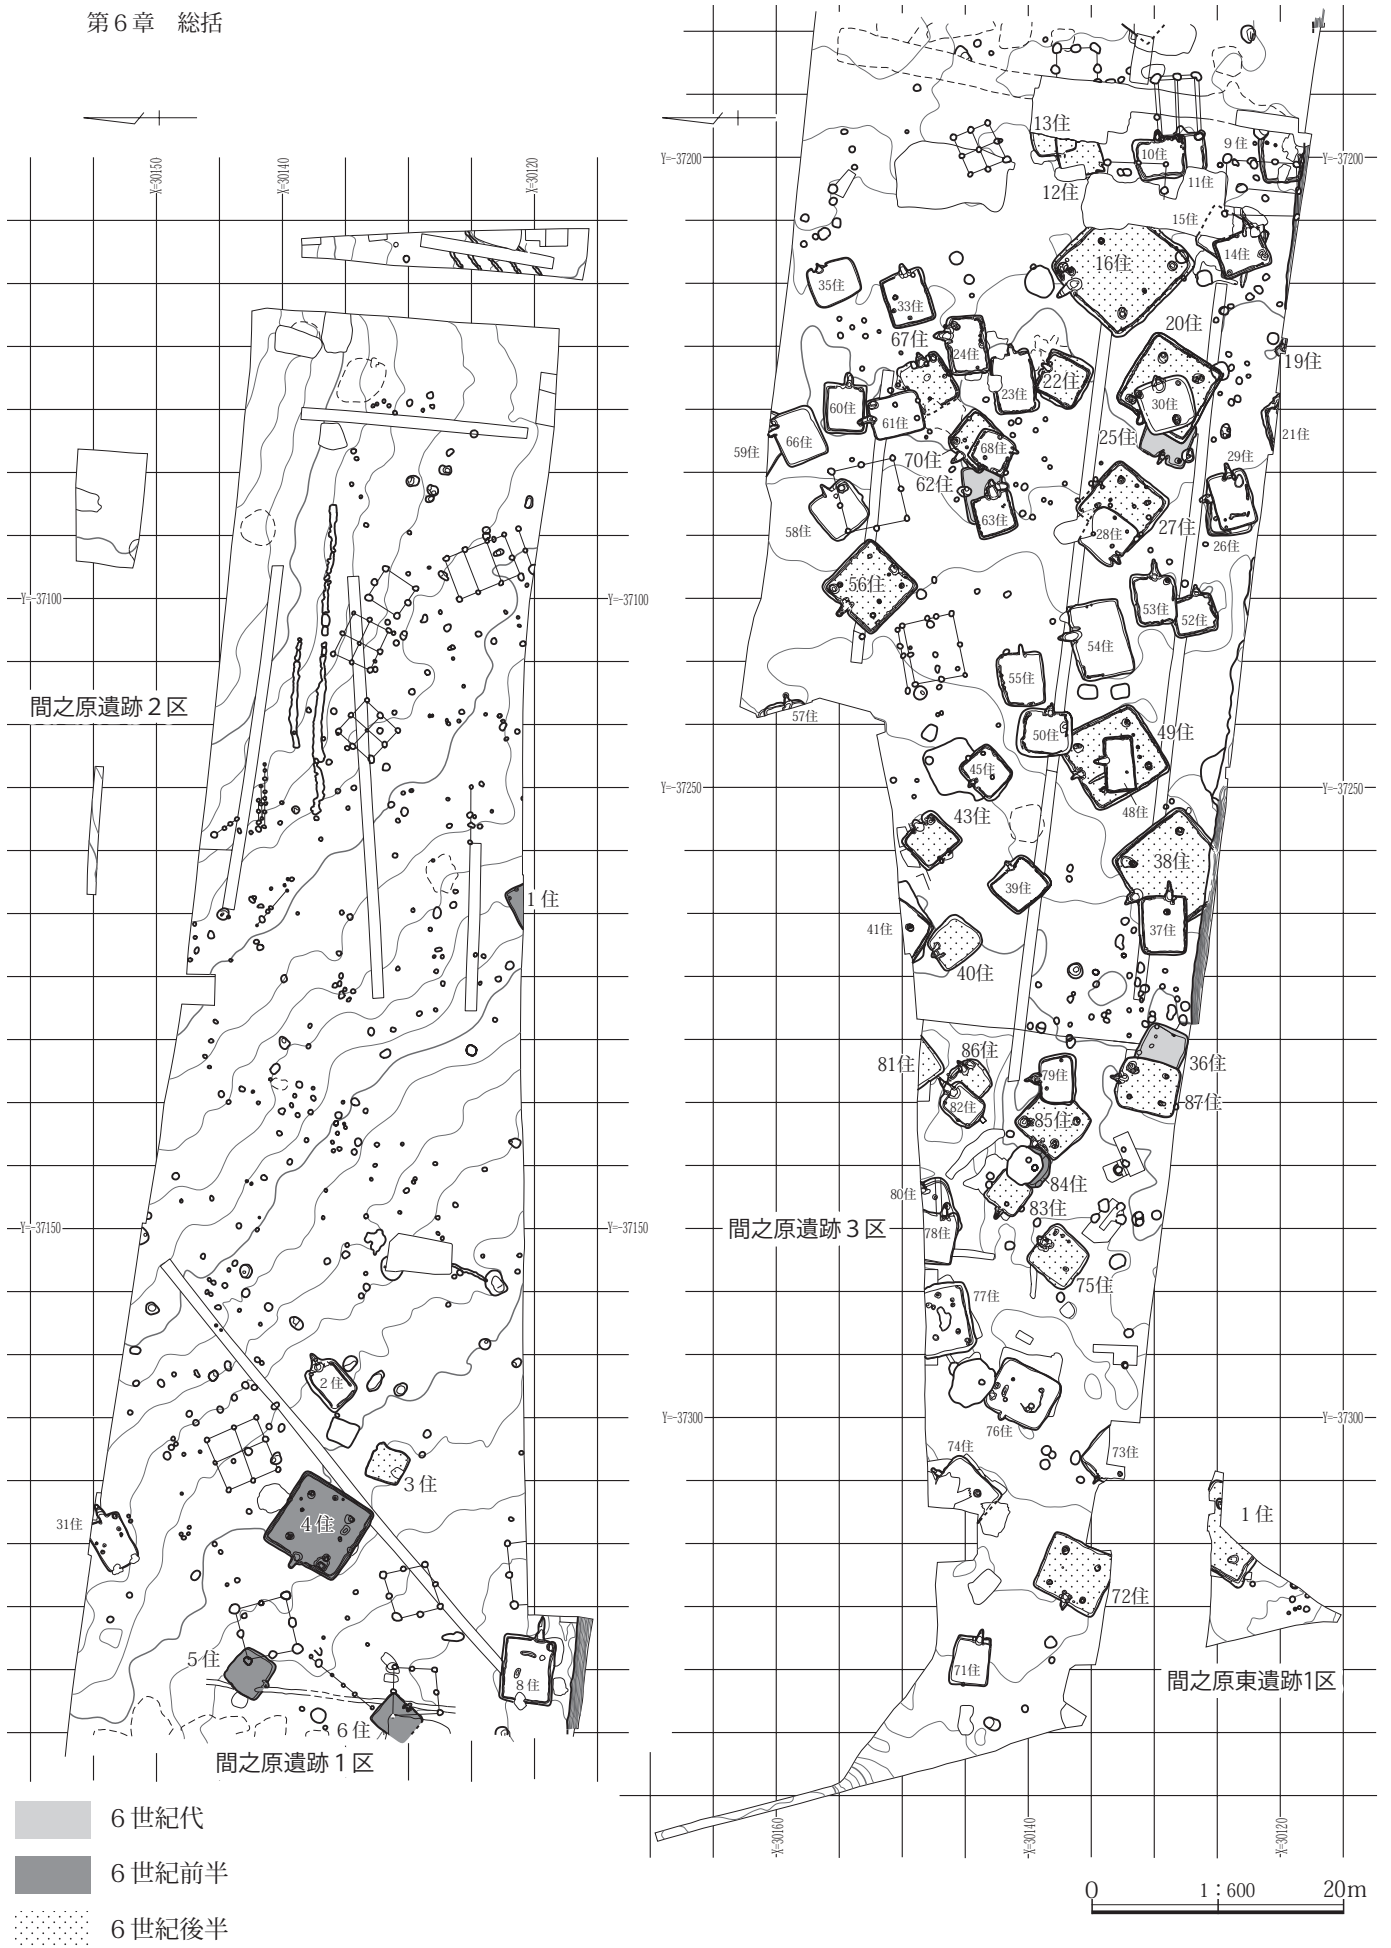 第６章　総括
X=30150
X=30140
X=30120
Y=-37100
Y=-37100
間之原遺跡２区
1住
Y=-37150
Y=-37150
2住
3住
4住
31住
5住
6住
8住
間之原遺跡１区
６世紀代
６世紀前半
６世紀後半
Y=-37200
Y=-37200
13住
10住
9住
12住
11住
15住
14住
16住
35住
33住
20住
67住
24住
19住
22住
23住
60住
30住
61住
25住
21住
66住
59住
68住
70住
29住
62住
63住
58住
27住
28住
26住
56住
53住
52住
54住
55住
57住
50住
49住
45住
Y=-37250
Y=-37250
48住
43住
38住
39住
41住
37住
40住
81住
86住
79住
36住
82住
87住
85住
84住
80住
83住
78住
間之原遺跡３区
75住
77住
76住
Y=-37300
Y=-37300
74住
73住
1住
72住
71住
間之原東遺跡1区
X=30160
X=30140
X=30120
0
1：600
20m